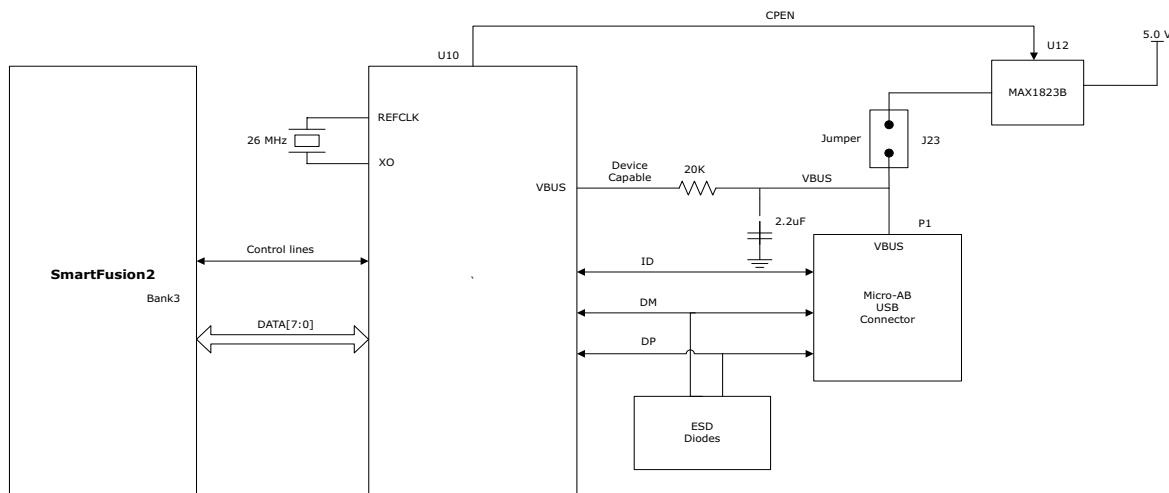 CPEN
U10
U12
5.0 V
MAX1823B
REFCLK
26 MHz
XO
Jumper
J23
Device
Capable
20K
VBUS
VBUS
2.2uF
P1
VBUS
Control lines
ID
SmartFusion2
Bank3
Micro-AB
USB
Connector
DM
DATA[7:0]
DP
ESD
Diodes